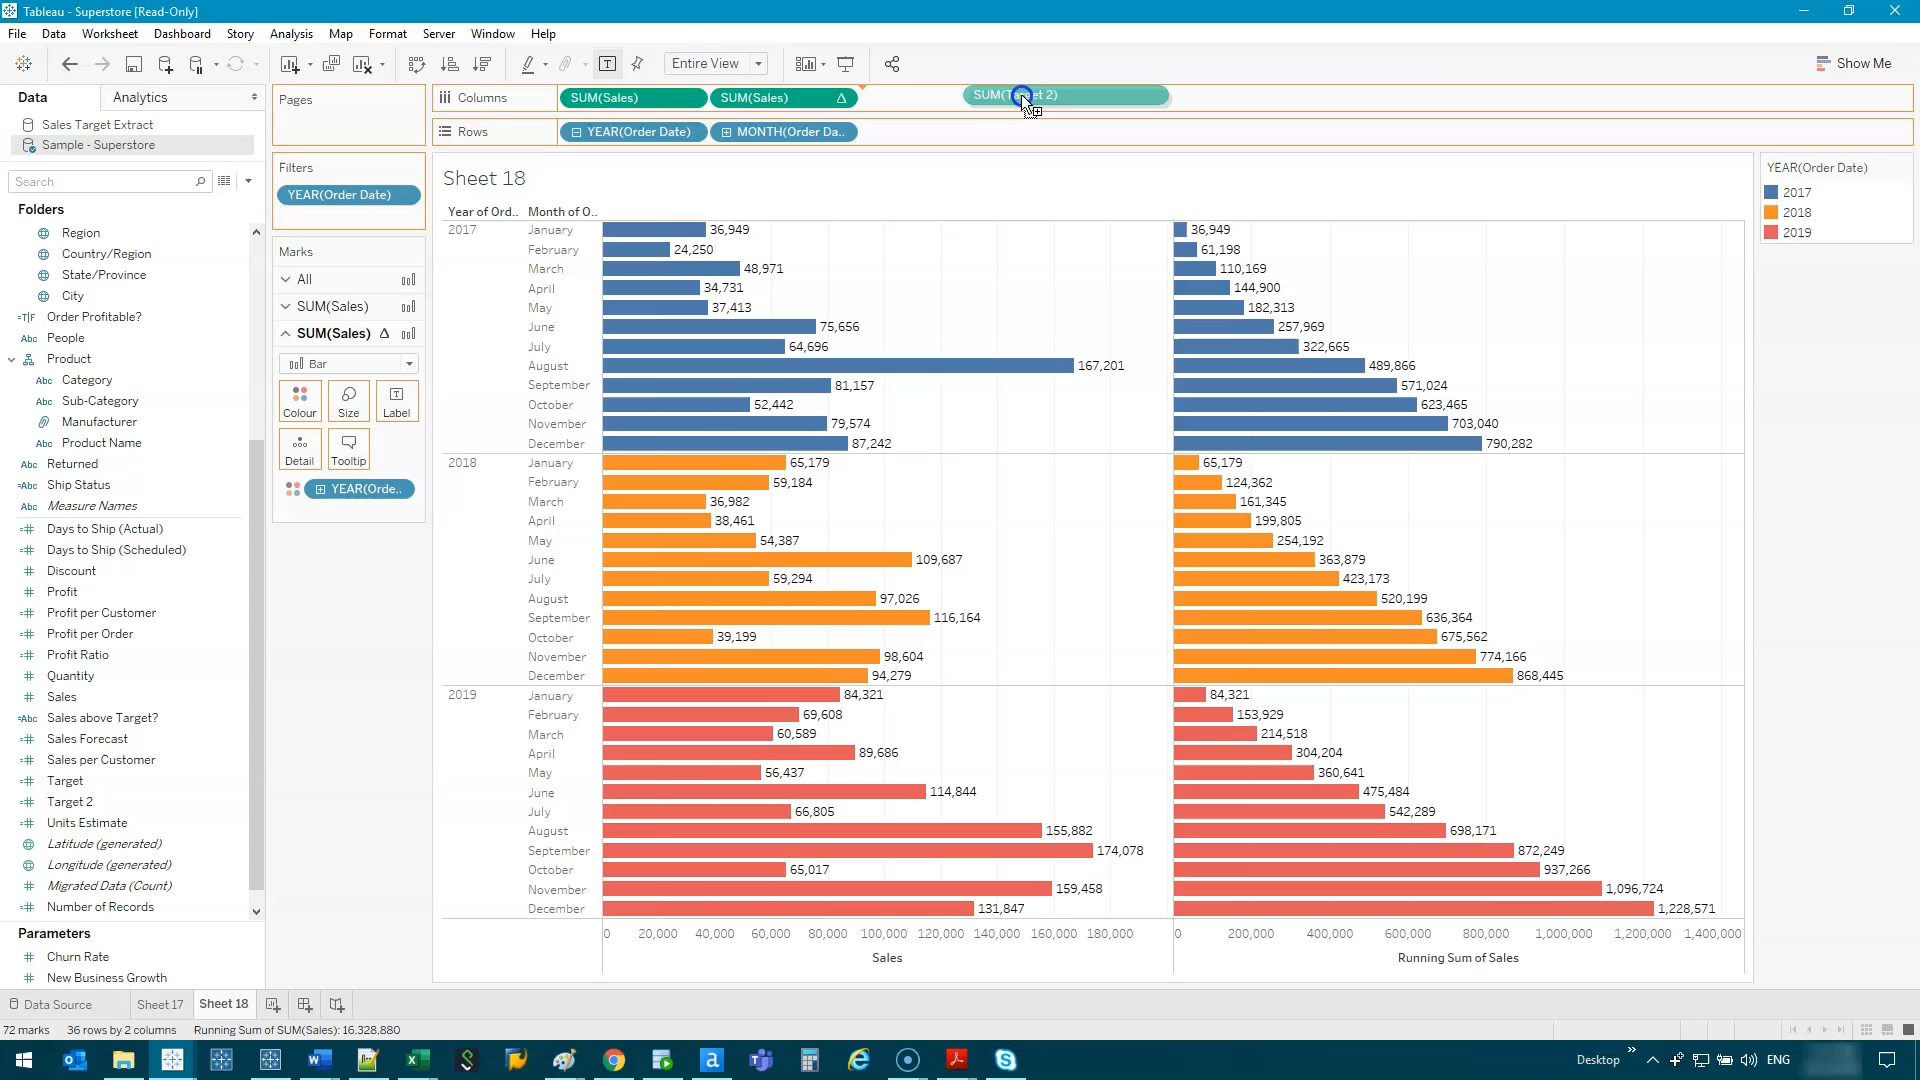 Tableau - Superstore [Read-Only]
File Data Worksheet Dashboard Story Analysis Map Format Server Window Help
Entire View
Show Me
Data Analytics
Sales Target Extract
Sample - Superstore
Search
Folders
Region
Country/Region
State/Province
City
=T|F Order Profitable?
Abc People
Product
Abc Category
Abc Sub-Category
Manufacturer
Abc Product Name
Abc Returned
=Abc Ship Status
Abc Measure Names
=# Days to Ship (Actual)
=# Days to Ship (Scheduled)
# Discount
# Profit
=# Profit per Customer
=# Profit per Order
=# Profit Ratio
# Quantity
# Sales
=Abc Sales above Target?
=# Sales Forecast
=# Sales per Customer
=# Target
=# Target 2
=# Units Estimate
Latitude (generated)
Longitude (generated)
# Migrated Data (Count)
=# Number of Records
Parameters
# Churn Rate
# New Business Growth
Pages
Filters
YEAR(Order Date)
Marks
All
SUM(Sales)
SUM(Sales) Δ
Bar
Colour Size Label
Detail Tooltip
YEAR(Orde..
Columns SUM(Sales) SUM(Sales) Δ SUM(Target 2)
Rows YEAR(Order Date) MONTH(Order Da..
Sheet 18
Year of Ord.. Month of O..
2017 January 36,949 36,949
February 24,250 61,198
March 48,971 110,169
April 34,731 144,900
May 37,413 182,313
June 75,656 257,969
July 64,696 322,665
August 167,201 489,866
September 81,157 571,024
October 52,442 623,465
November 79,574 703,040
December 87,242 790,282
2018 January 65,179 65,179
February 59,184 124,362
March 36,982 161,345
April 38,461 199,805
May 54,387 254,192
June 109,687 363,879
July 59,294 423,173
August 97,026 520,199
September 116,164 636,364
October 39,199 675,562
November 98,604 774,166
December 94,279 868,445
2019 January 84,321 84,321
February 69,608 153,929
March 60,589 214,518
April 89,686 304,204
May 56,437 360,641
June 114,844 475,484
July 66,805 542,289
August 155,882 698,171
September 174,078 872,249
October 65,017 937,266
November 159,458 1,096,724
December 131,847 1,228,571
0 20,000 40,000 60,000 80,000 100,000 120,000 140,000 160,000 180,000
0 200,000 400,000 600,000 800,000 1,000,000 1,200,000 1,400,000
Sales
Running Sum of Sales
YEAR(Order Date)
2017
2018
2019
Data Source Sheet 17 Sheet 18
72 marks 36 rows by 2 columns Running Sum of SUM(Sales): 16,328,880
Desktop » ENG